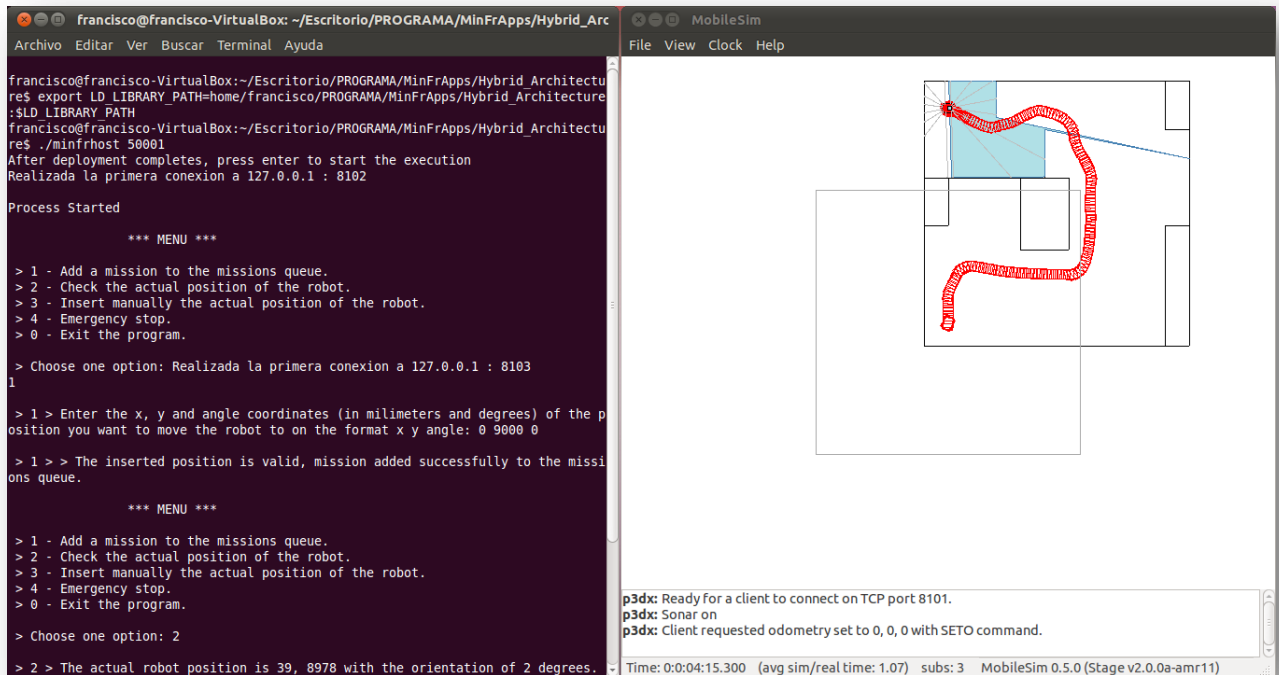 francisco@francisco-VirtualBox: ~/Escritorio/PROGRAMA/MinFrApps/Hybrid_Arc
Archivo Editar Ver Buscar Terminal Ayuda
francisco@francisco-VirtualBox:~/Escritorio/PROGRAMA/MinFrApps/Hybrid_Architectu
re$ export LD_LIBRARY_PATH=home/francisco/PROGRAMA/MinFrApps/Hybrid_Architecture
:$LD_LIBRARY_PATH
francisco@francisco-VirtualBox:~/Escritorio/PROGRAMA/MinFrApps/Hybrid_Architectu
re$ ./minfrhost 50001
After deployment completes, press enter to start the execution
Realizada la primera conexion a 127.0.0.1 : 8102
Process Started
*** MENU ***
> 1 - Add a mission to the missions queue.
> 2 - Check the actual position of the robot.
> 3 - Insert manually the actual position of the robot.
> 4 - Emergency stop.
> 0 - Exit the program.
> Choose one option: Realizada la primera conexion a 127.0.0.1 : 8103
1
> 1 > Enter the x, y and angle coordinates (in milimeters and degrees) of the p
osition you want to move the robot to on the format x y angle: 0 9000 0
> 1 > > The inserted position is valid, mission added successfully to the missi
ons queue.
*** MENU ***
> 1 - Add a mission to the missions queue.
> 2 - Check the actual position of the robot.
> 3 - Insert manually the actual position of the robot.
> 4 - Emergency stop.
> 0 - Exit the program.
> Choose one option: 2
> 2 > The actual robot position is 39, 8978 with the orientation of 2 degrees.
MobileSim
File View Clock Help
p3dx: Ready for a client to connect on TCP port 8101.
p3dx: Sonar on
p3dx: Client requested odometry set to 0, 0, 0 with SETO command.
Time: 0:0:04:15.300 (avg sim/real time: 1.07) subs: 3 MobileSim 0.5.0 (Stage v2.0.0a-amr11)